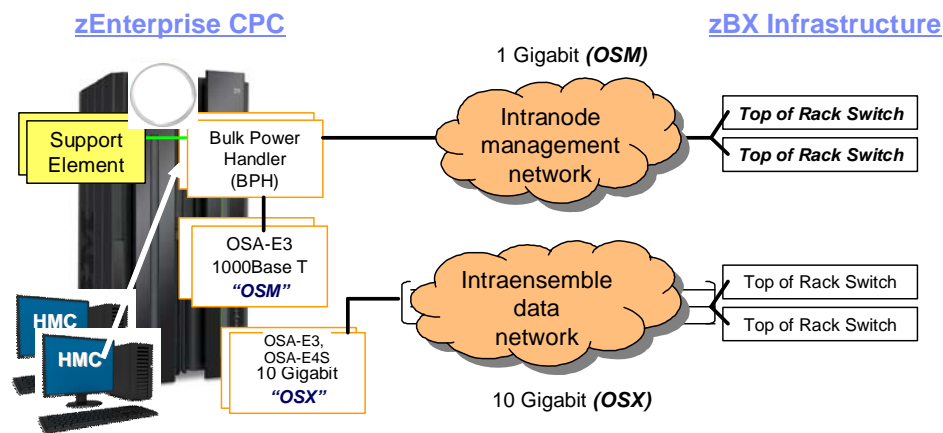 zEnterprise CPC
zBX Infrastructure
1 Gigabit (OSM)
Support
Element
Bulk Power
Handler
(BPH)
Intranode
management
network
Top of Rack Switch
Top of Rack Switch
OSA-E3
1000Base T
“OSM”
HMC
HMC
OSA-E3,
OSA-E4S
10 Gigabit
“OSX”
Intraensemble
data
network
Top of Rack Switch
Top of Rack Switch
10 Gigabit (OSX)